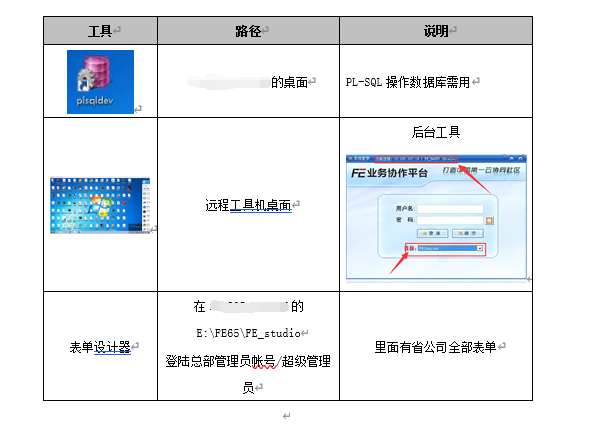 工具
路径
说明
plsqldev
的桌面
PL-SQL 操作数据库需用
远程工具机桌面
后台工具
FE业务协作平台
打造中国第一云协同社区
用户名:
密 码:
登 录
表单设计器
在 的
E:\FE65\FE_studio
登陆总部管理员帐号/超级管理
员
里面有省公司全部表单